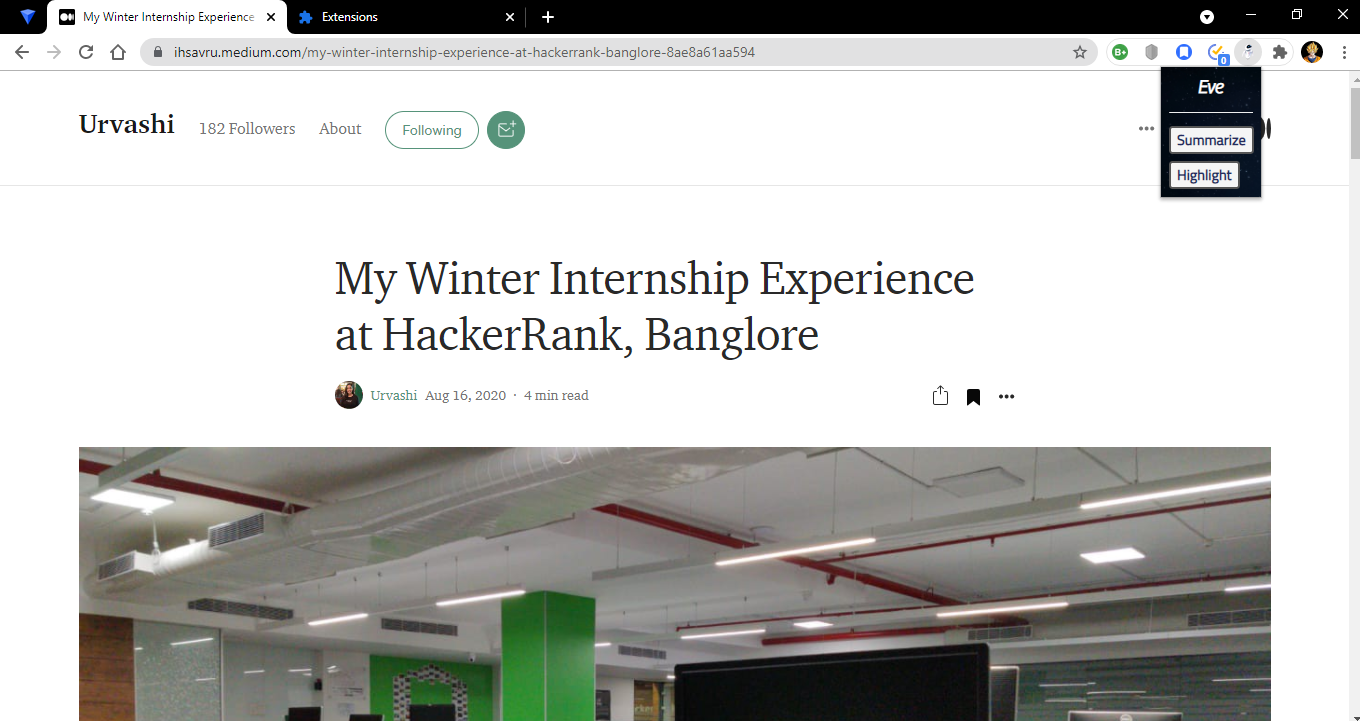 My Winter Internship Experience
Extensions
ihsavru.medium.com/my-winter-internship-experience-at-hackerrank-banglore-8ae8a61aa594
B+
0
Eve
Summarize
Highlight
Urvashi
182 Followers
About
Following
My Winter Internship Experience
at HackerRank, Banglore
Urvashi Aug 16, 2020 · 4 min read